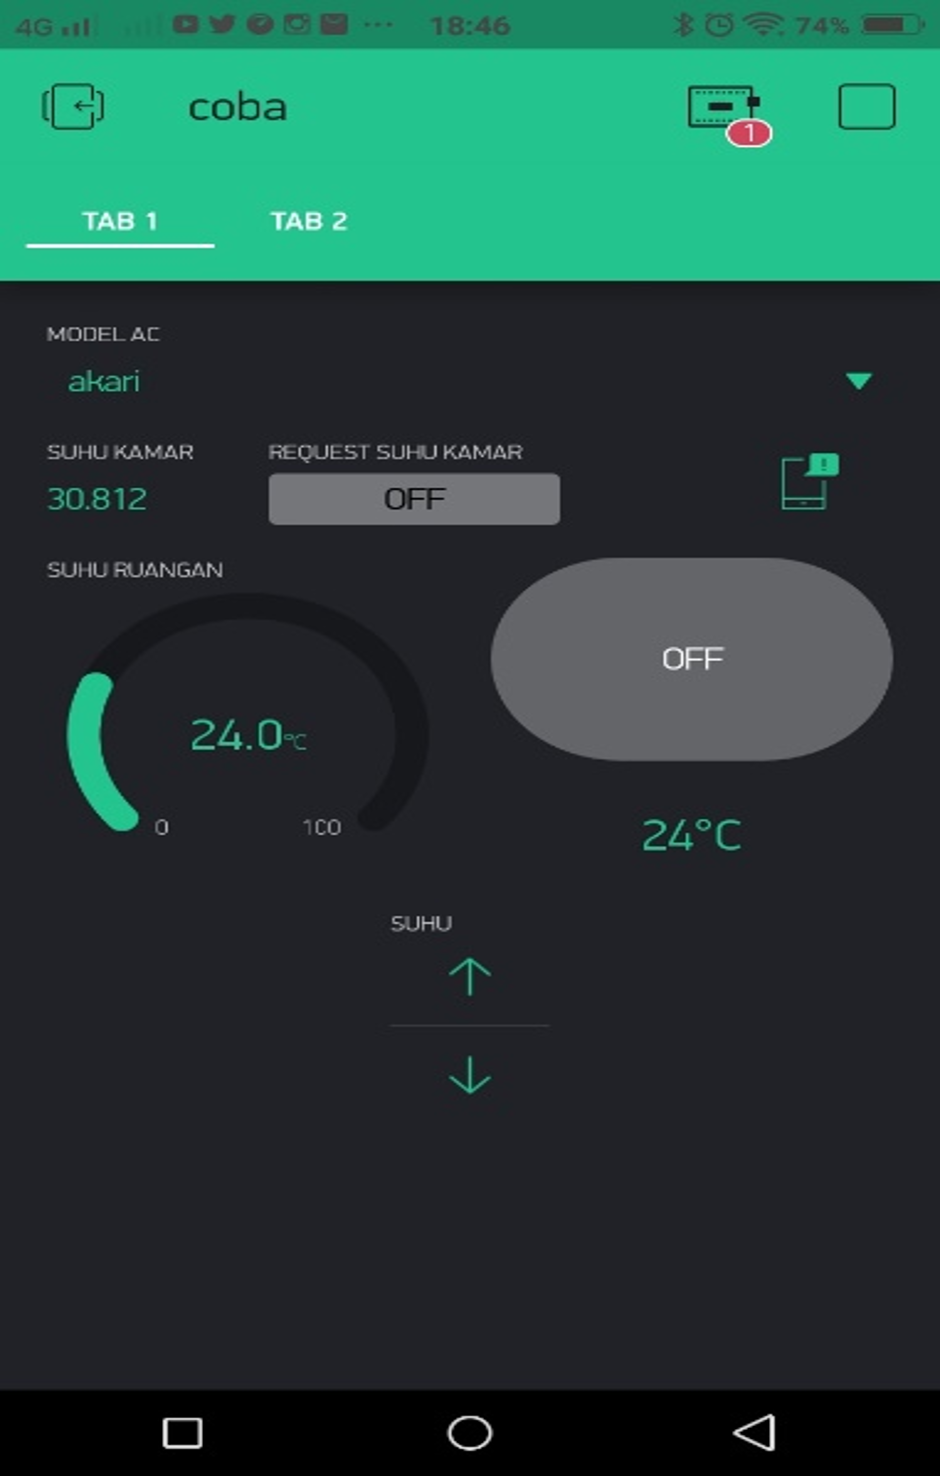 4G 18:46 74%
coba 1
TAB 1 TAB 2
MODEL AC
akari
SUHU KAMAR REQUEST SUHU KAMAR
30.812 OFF
SUHU RUANGAN
OFF
24.0°C
0 100
24°C
SUHU